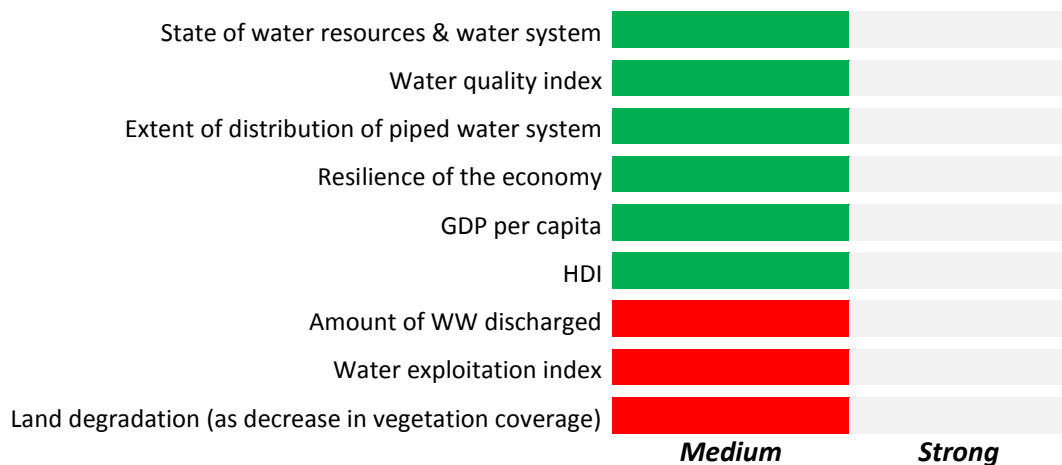 State of water resources & water system
Water quality index
Extent of distribution of piped water system
Resilience of the economy
GDP per capita
HDI
Amount of WW discharged
Water exploitation index
Land degradation (as decrease in vegetation coverage)
Medium Strong